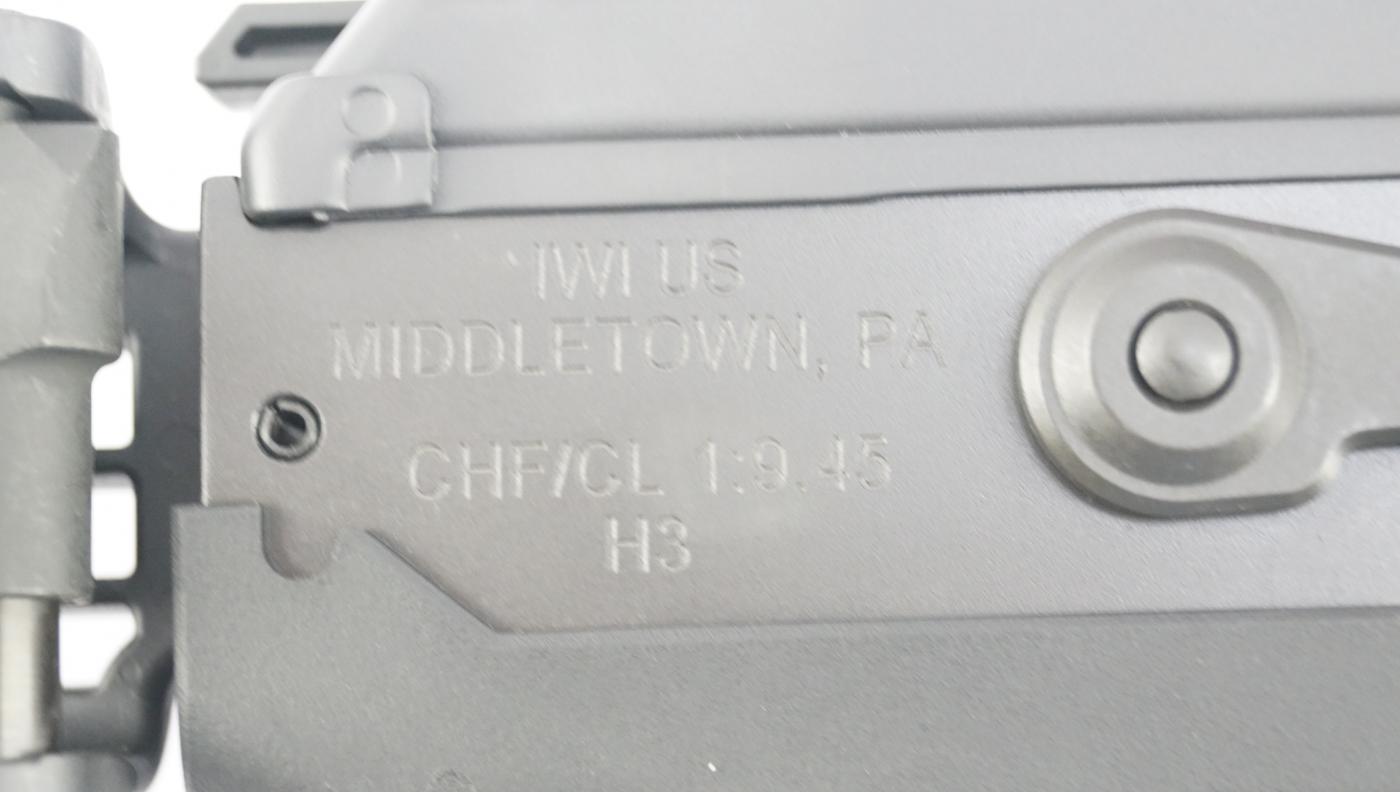 IWI US
MIDDLETOWN, PA
CHF/CL 1:9.45
H3